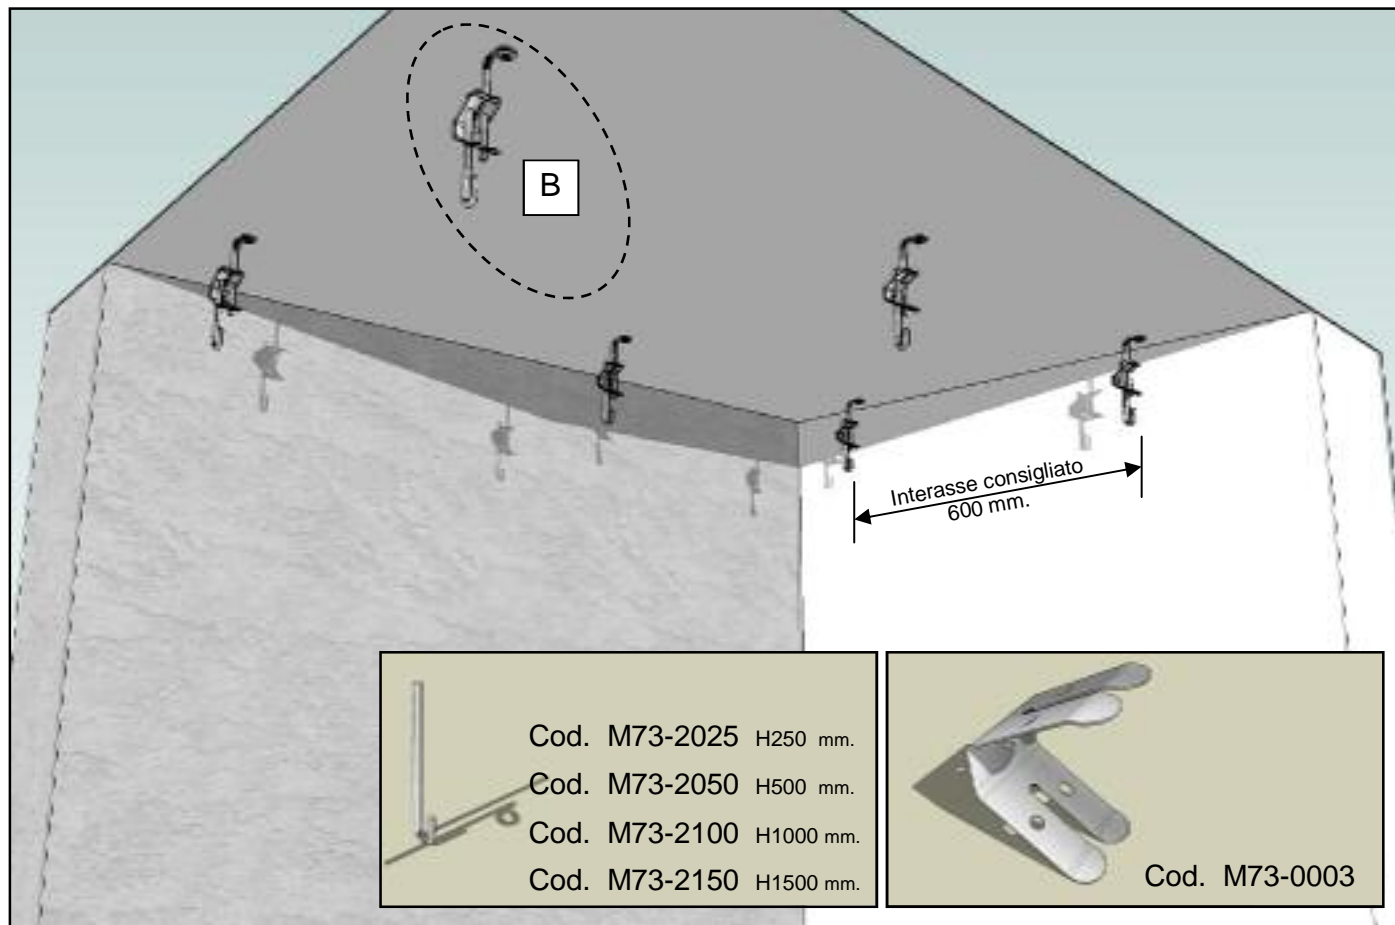 B
Interasse consigliato
600 mm.
Cod. M73-2025 H250 mm.
Cod. M73-2050 H500 mm.
Cod. M73-2100 H1000 mm.
Cod. M73-2150 H1500 mm.
Cod. M73-0003